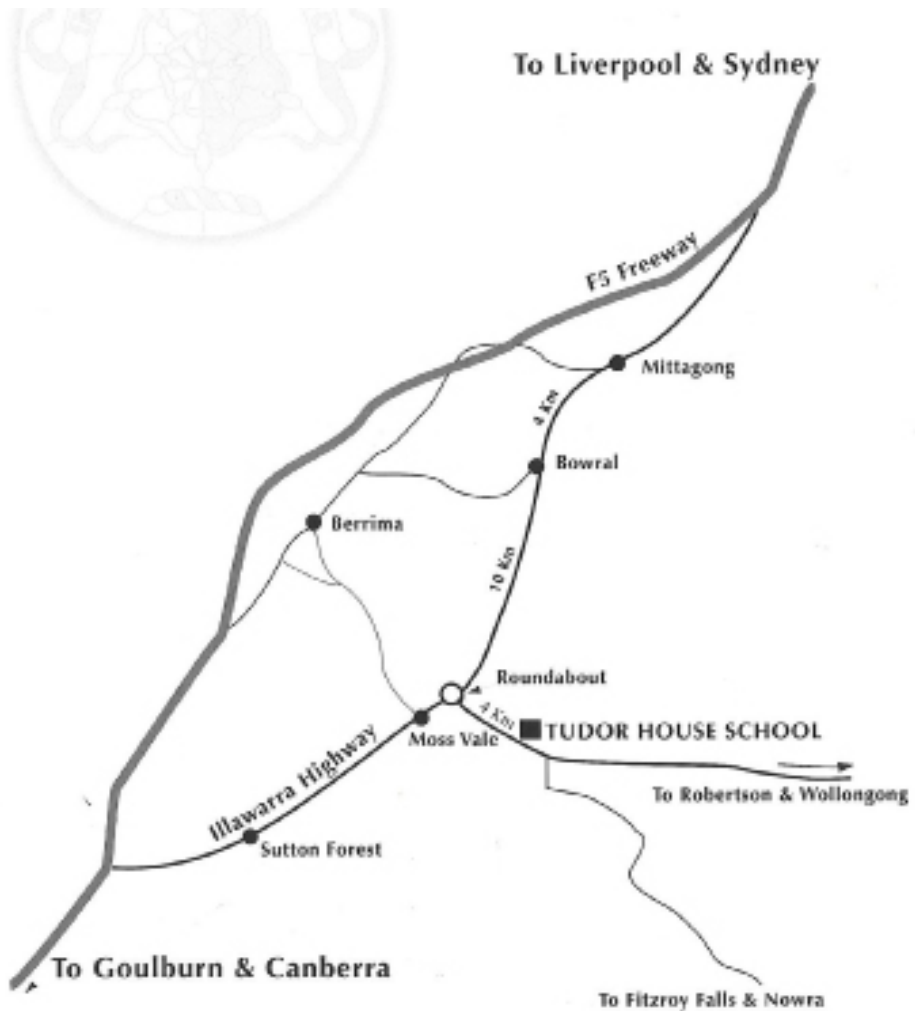 To Liverpool & Sydney
F5 Freeway
Mittagong
4 Km
Bowral
Berrima
10 Km
Roundabout
4 Km
TUDOR HOUSE SCHOOL
Moss Vale
Illawarra Highway
To Robertson & Wollongong
Sutton Forest
To Goulburn & Canberra
To Fitzroy Falls & Nowra